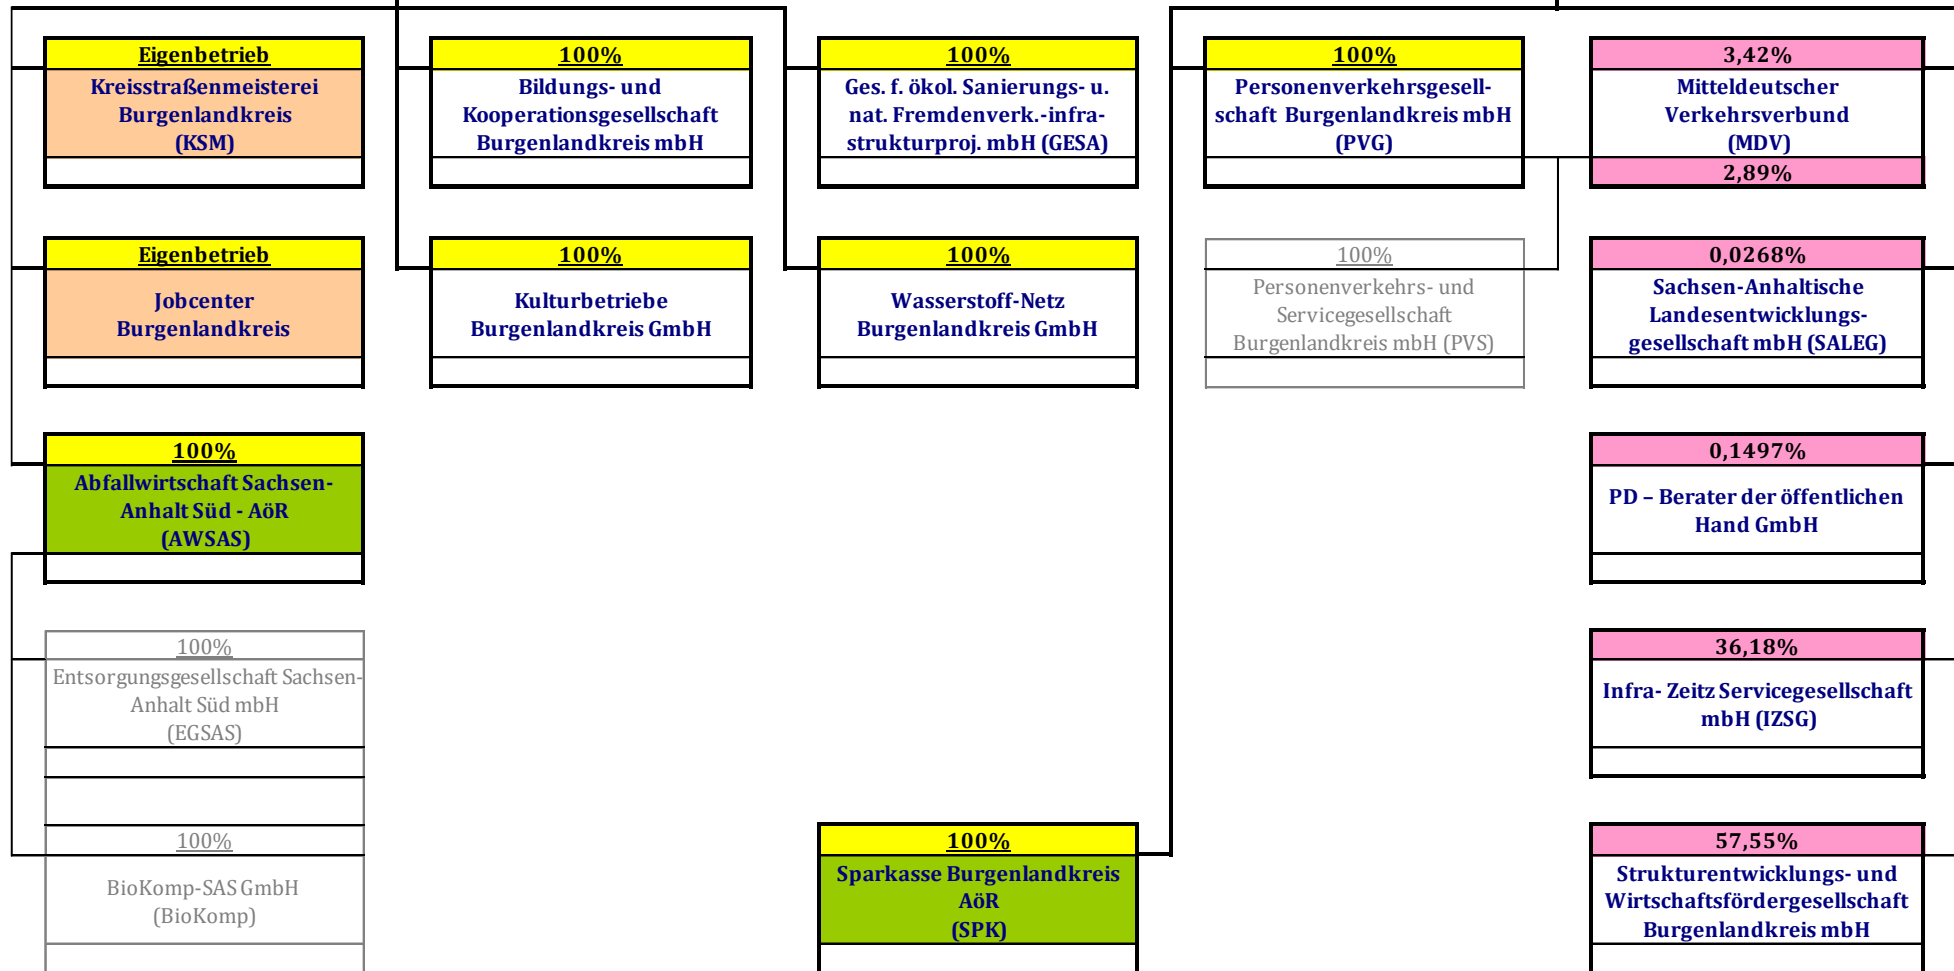 Eigenbetrieb
Kreisstraßenmeisterei
Burgenlandkreis
(KSM)
100%
Bildungs- und
Kooperationsgesellschaft
Burgenlandkreis mbH
100%
Ges. f. ökol. Sanierungs- u.
nat. Fremdenverk.-infra-
strukturproj. mbH (GESA)
100%
Personenverkehrsgesell-
schaft Burgenlandkreis mbH
(PVG)
3,42%
Mitteldeutscher
Verkehrsverbund
(MDV)
2,89%
Eigenbetrieb
Jobcenter
Burgenlandkreis
100%
Kulturbetriebe
Burgenlandkreis GmbH
100%
Wasserstoff-Netz
Burgenlandkreis GmbH
100%
Personenverkehrs- und
Servicegesellschaft
Burgenlandkreis mbH (PVS)
0,0268%
Sachsen-Anhaltische
Landesentwicklungs-
gesellschaft mbH (SALEG)
100%
Abfallwirtschaft Sachsen-
Anhalt Süd - AöR
(AWSAS)
0,1497%
PD – Berater der öffentlichen
Hand GmbH
100%
Entsorgungsgesellschaft Sachsen-
Anhalt Süd mbH
(EGSAS)
36,18%
Infra- Zeitz Servicegesellschaft
mbH (IZSG)
100%
BioKomp-SAS GmbH
(BioKomp)
100%
Sparkasse Burgenlandkreis
AöR
(SPK)
57,55%
Strukturentwicklungs- und
Wirtschaftsfördergesellschaft
Burgenlandkreis mbH